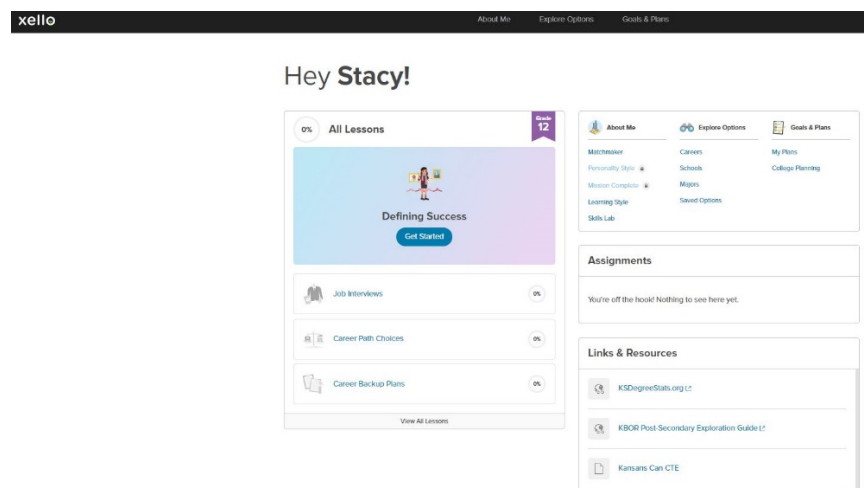 xello
About Me
Explore Options
Goals & Plans
Hey Stacy!
0%
All Lessons
Grade
12
Defining Success
Get Started
Job Interviews
0%
Career Path Choices
0%
Career Backup Plans
0%
View All Lessons
About Me
Matchmaker
Personality Style
Mission Complete
Learning Style
Skills Lab
Explore Options
Careers
Schools
Majors
Saved Options
Goals & Plans
My Plans
College Planning
Assignments
You're off the hook! Nothing to see here yet.
Links & Resources
KSDegreeStats.org
KBOR Post-Secondary Exploration Guide
Kansans Can CTE